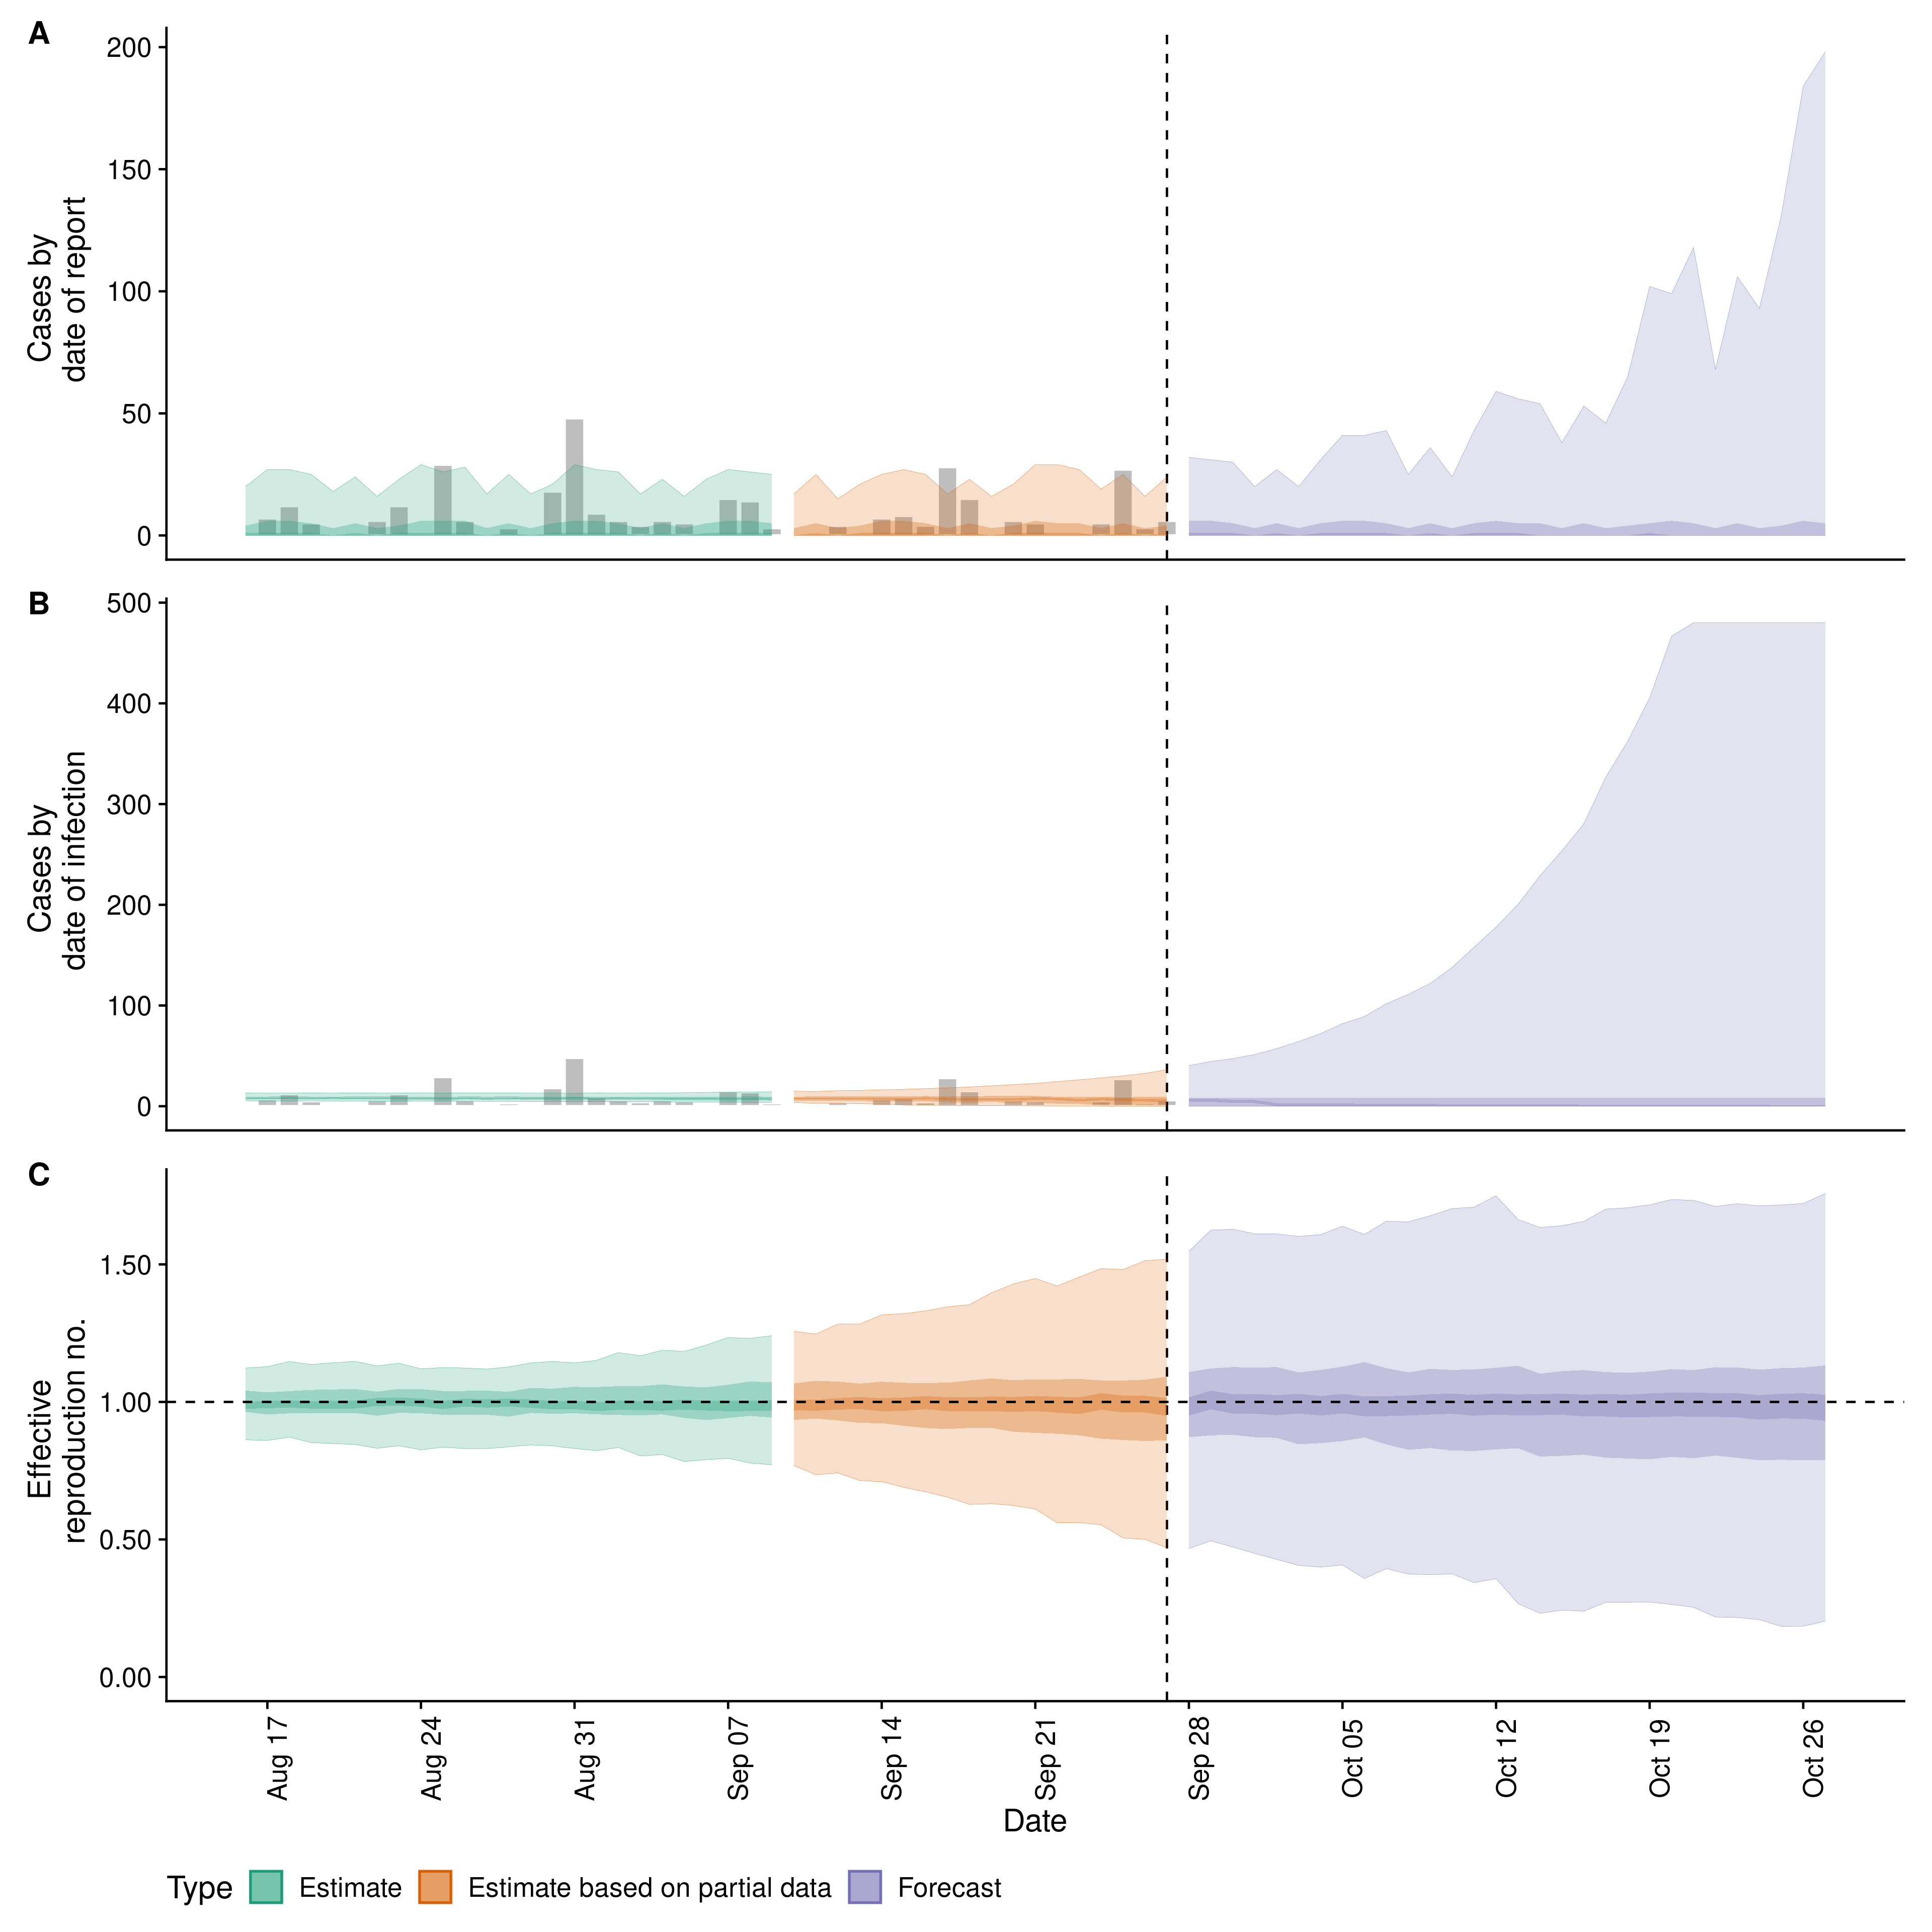 A
200
150
100
50
0
Cases by
date of report
B
500
400
300
200
100
0
Cases by
date of infection
C
1.50
1.00
0.50
0.00
Effective
reproduction no.
Aug 17
Aug 24
Aug 31
Sep 07
Sep 14
Sep 21
Sep 28
Oct 05
Oct 12
Oct 19
Oct 26
Date
Type Estimate Estimate based on partial data Forecast